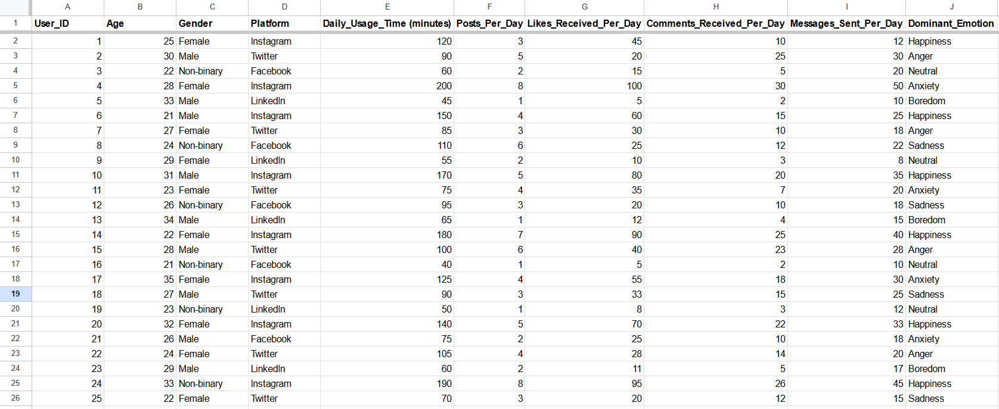 A B C D E F G H I J
1 User_ID Age Gender Platform Daily_Usage_Time (minutes) Posts_Per_Day Likes_Received_Per_Day Comments_Received_Per_Day Messages_Sent_Per_Day Dominant_Emotion
2 1 25 Female Instagram 120 3 45 10 12 Happiness
3 2 30 Male Twitter 90 5 20 25 30 Anger
4 3 22 Non-binary Facebook 60 2 15 5 20 Neutral
5 4 28 Female Instagram 200 8 100 30 50 Anxiety
6 5 33 Male LinkedIn 45 1 5 2 10 Boredom
7 6 21 Male Instagram 150 4 60 15 25 Happiness
8 7 27 Female Twitter 85 3 30 10 18 Anger
9 8 24 Non-binary Facebook 110 6 25 12 22 Sadness
10 9 29 Female LinkedIn 55 2 10 3 8 Neutral
11 10 31 Male Instagram 170 5 80 20 35 Happiness
12 11 23 Female Twitter 75 4 35 7 20 Anxiety
13 12 26 Non-binary Facebook 95 3 20 10 18 Sadness
14 13 34 Male LinkedIn 65 1 12 4 15 Boredom
15 14 22 Female Instagram 180 7 90 25 40 Happiness
16 15 28 Male Twitter 100 6 40 23 28 Anger
17 16 21 Non-binary Facebook 40 1 5 2 10 Neutral
18 17 35 Female Instagram 125 4 55 18 30 Anxiety
19 18 27 Male Twitter 90 3 33 15 25 Sadness
20 19 23 Non-binary LinkedIn 50 1 8 3 12 Neutral
21 20 32 Female Instagram 140 5 70 22 33 Happiness
22 21 26 Male Facebook 75 2 25 10 18 Anxiety
23 22 24 Female Twitter 105 4 28 14 20 Anger
24 23 29 Male LinkedIn 60 2 11 5 17 Boredom
25 24 33 Non-binary Instagram 190 8 95 26 45 Happiness
26 25 22 Female Twitter 70 3 20 12 15 Sadness